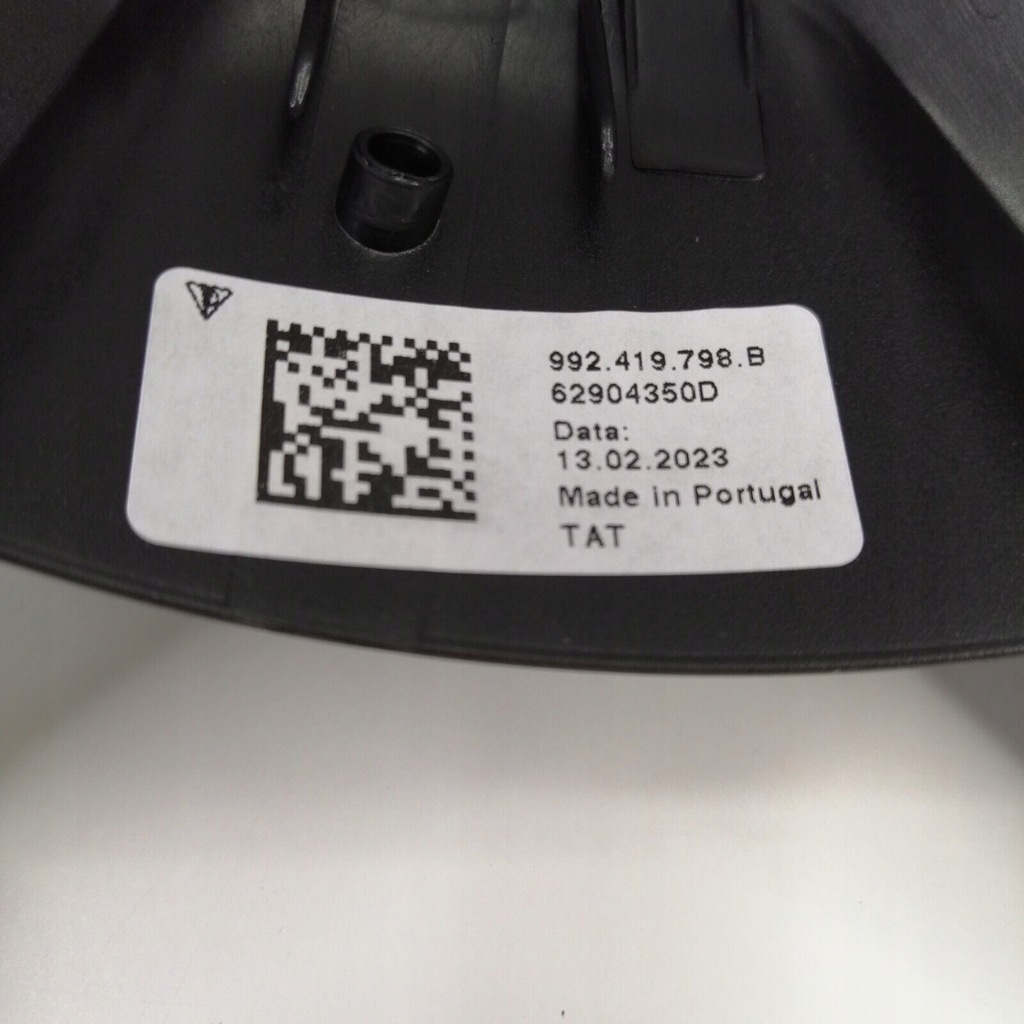 992.419.798.B
62904350D
Data:
13.02.2023
Made in Portugal
TAT